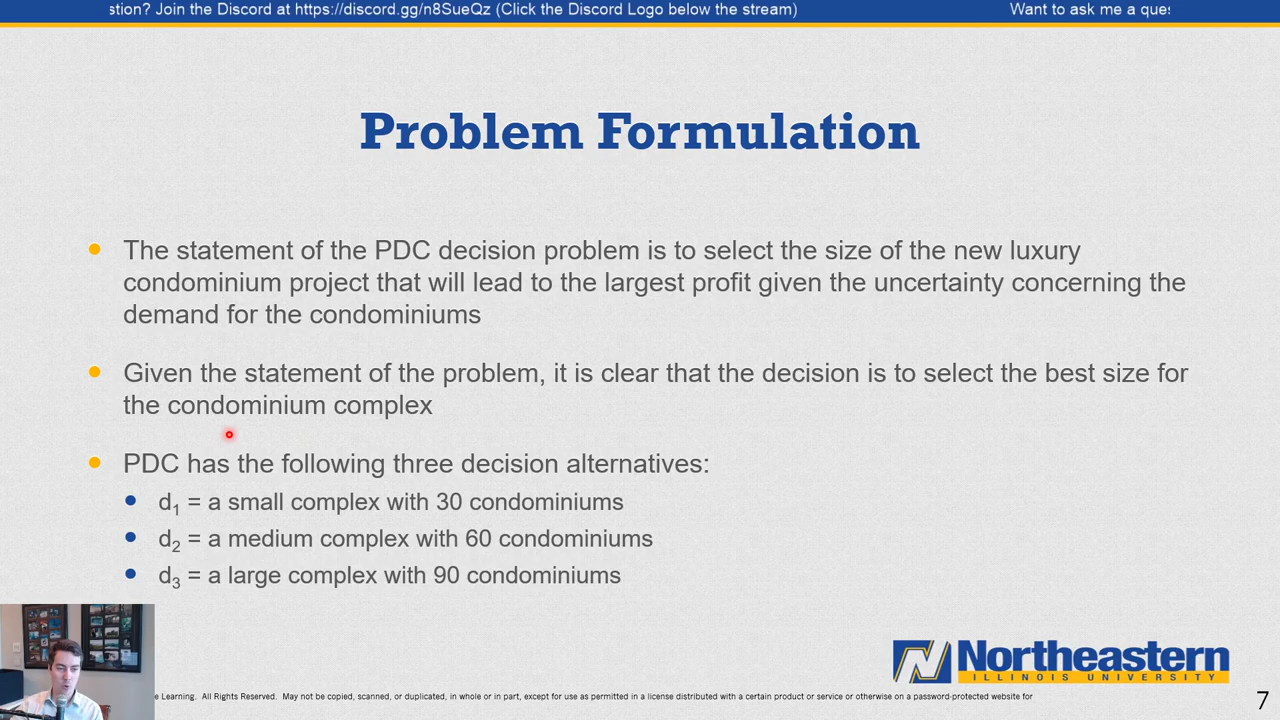 stion? Join the Discord at https://discord.gg/n8SueQz (Click the Discord Logo below the stream) Want to ask me a ques
Problem Formulation
The statement of the PDC decision problem is to select the size of the new luxury
condominium project that will lead to the largest profit given the uncertainty concerning the
demand for the condominiums
Given the statement of the problem, it is clear that the decision is to select the best size for
the condominium complex
PDC has the following three decision alternatives:
d1 = a small complex with 30 condominiums
d2 = a medium complex with 60 condominiums
d3 = a large complex with 90 condominiums
Northeastern
ILLINOIS UNIVERSITY
e Learning. All Rights Reserved. May not be copied, scanned, or duplicated, in whole or in part, except for use as permitted in a license distributed with a certain product or service or otherwise on a password-protected website for
7